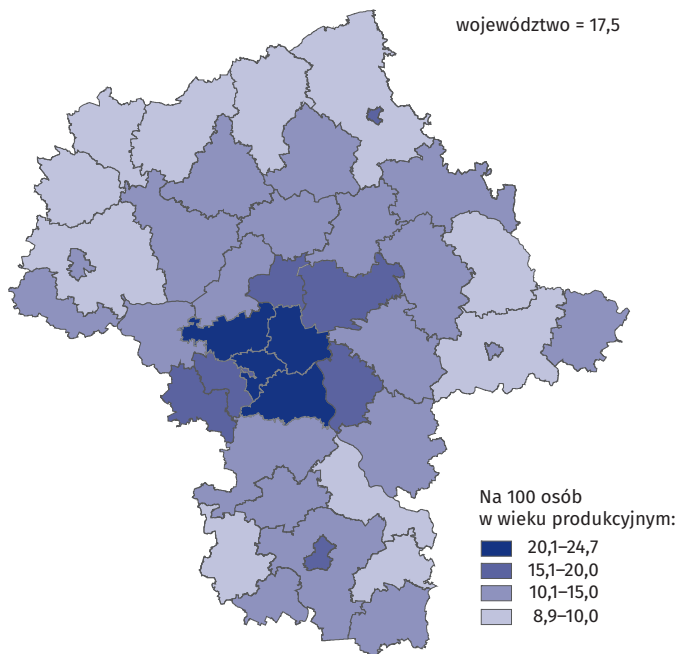 województwo = 17,5
Na 100 osób
w wieku produkcyjnym:
20,1–24,7
15,1–20,0
10,1–15,0
8,9–10,0